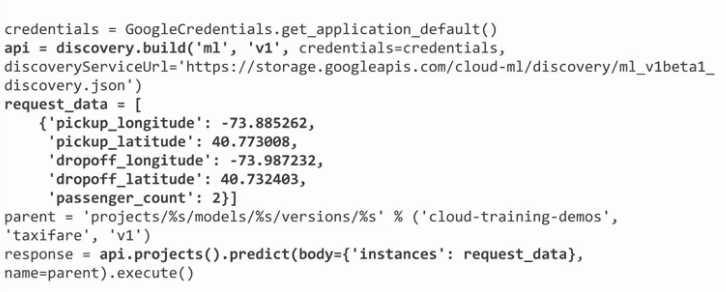 credentials = GoogleCredentials.get_application_default()
api = discovery.build('ml', 'v1', credentials=credentials,
discoveryServiceUrl='https://storage.googleapis.com/cloud-ml/discovery/ml_v1beta1_
discovery.json')
request_data = [
    {'pickup_longitude': -73.885262,
     'pickup_latitude': 40.773008,
     'dropoff_longitude': -73.987232,
     'dropoff_latitude': 40.732403,
     'passenger_count': 2}]
parent = 'projects/%s/models/%s/versions/%s' % ('cloud-training-demos',
'taxifare', 'v1')
response = api.projects().predict(body={'instances': request_data},
name=parent).execute()